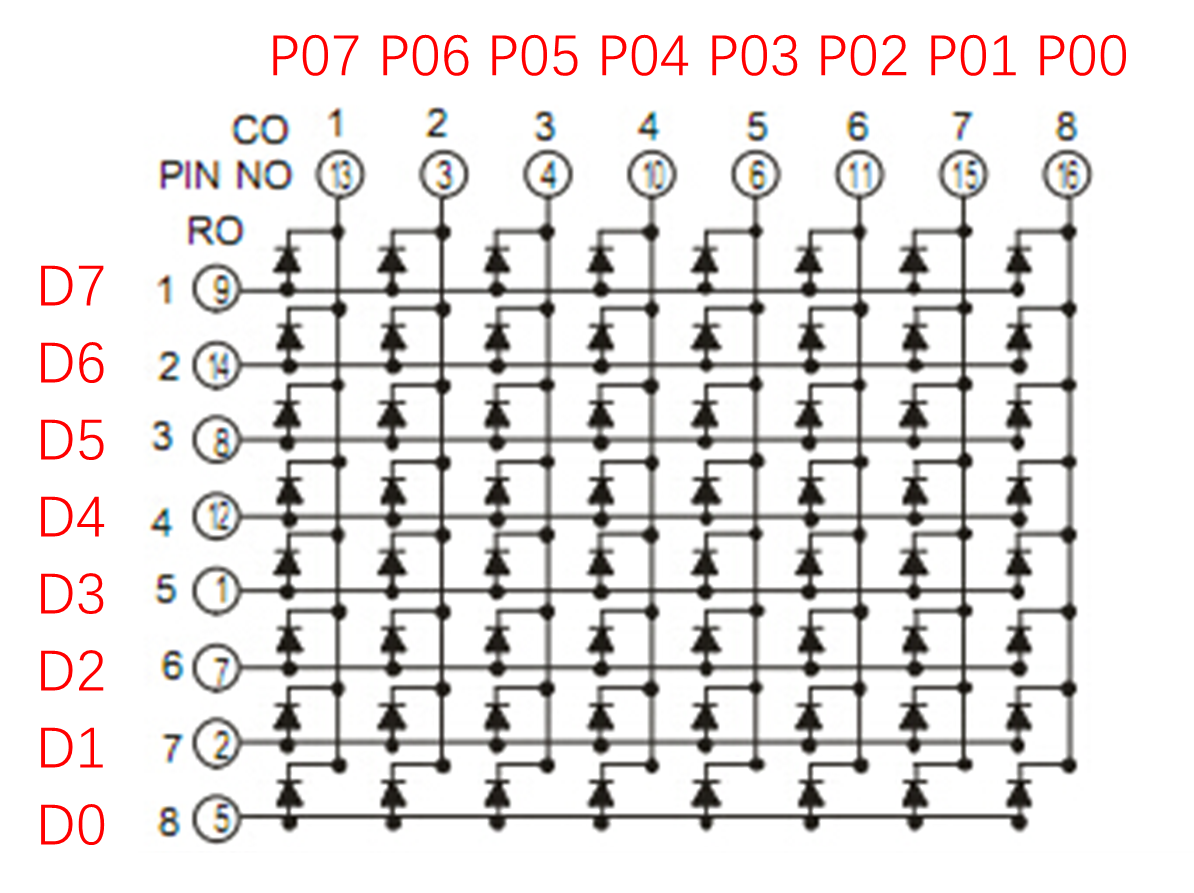 P07 P06 P05 P04 P03 P02 P01 P00
CO 1 2 3 4 5 6 7 8
PIN NO 13 3 4 10 6 11 15 16
RO
D7 1 9
D6 2 14
D5 3 8
D4 4 12
D3 5 1
D2 6 7
D1 7 2
D0 8 5